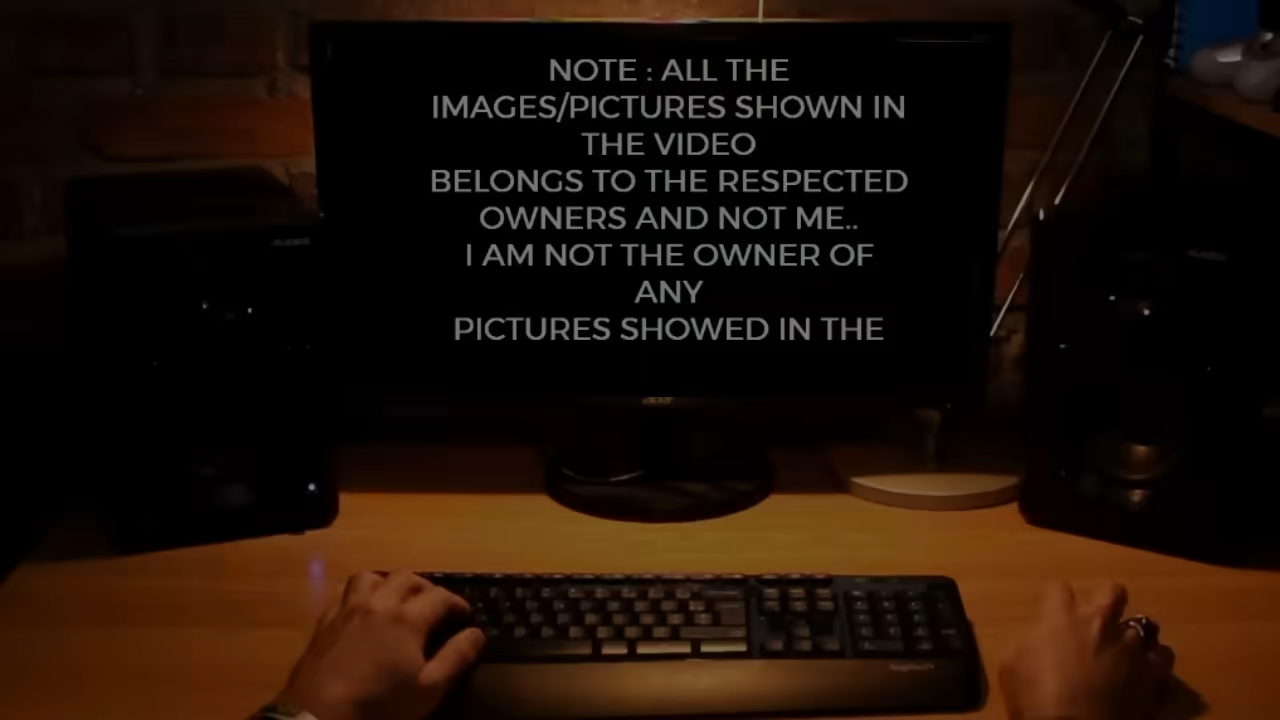 NOTE : ALL THE
IMAGES/PICTURES SHOWN IN
THE VIDEO
BELONGS TO THE RESPECTED
OWNERS AND NOT ME..
I AM NOT THE OWNER OF
ANY
PICTURES SHOWED IN THE